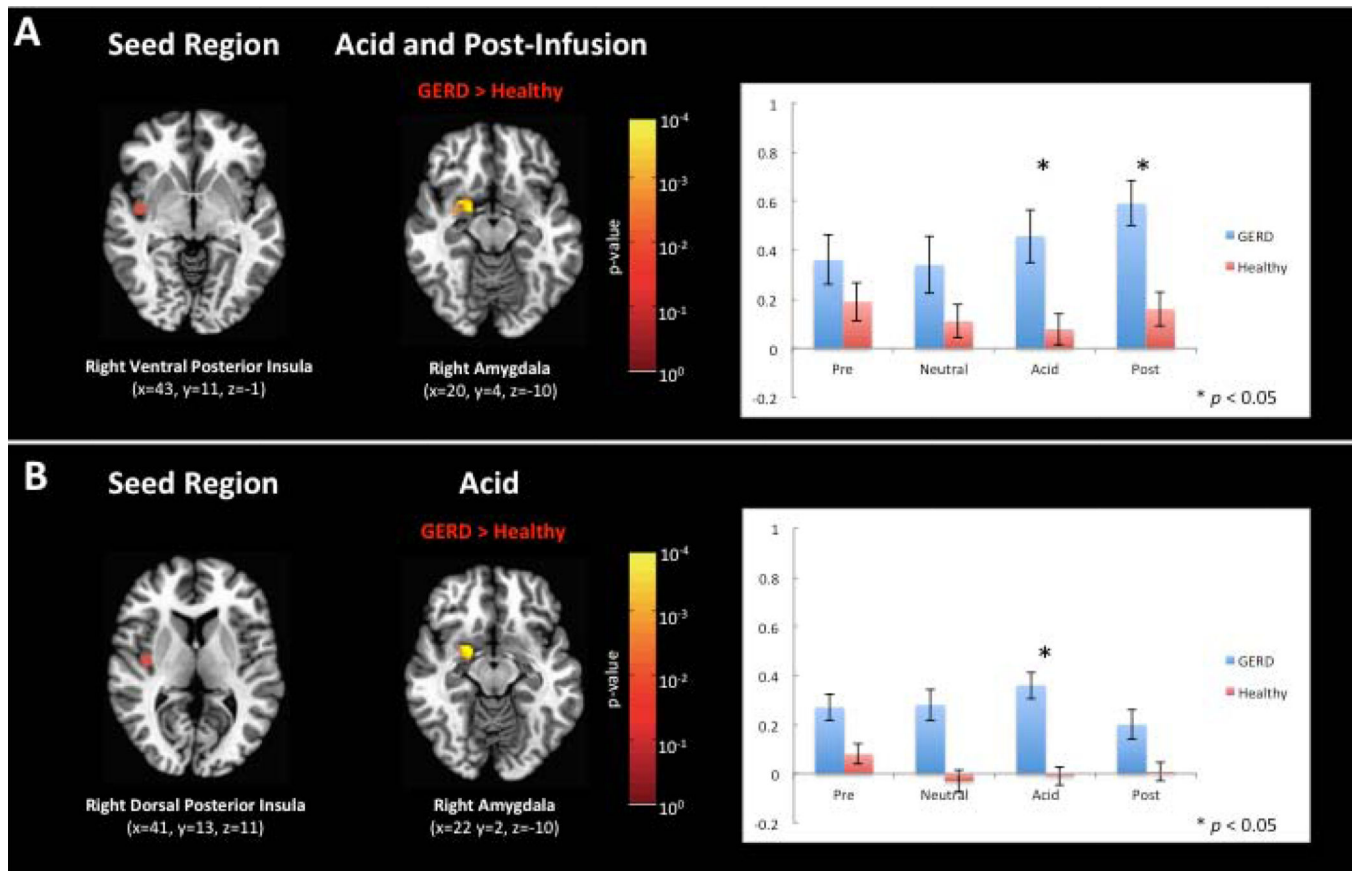 A
Seed Region
Acid and Post-Infusion
GERD > Healthy
Right Ventral Posterior Insula
(x=43, y=11, z=-1)
Right Amygdala
(x=20, y=4, z=-10)
10-4
10-3
10-2
10-1
100
p-value
1
0.8
0.6
0.4
0.2
0
-0.2
*
*
Pre
Neutral
Acid
Post
GERD
Healthy
* p < 0.05
B
Seed Region
Acid
GERD > Healthy
Right Dorsal Posterior Insula
(x=41, y=13, z=11)
Right Amygdala
(x=22 y=2, z=-10)
10-4
10-3
10-2
10-1
100
p-value
1
0.8
0.6
0.4
0.2
0
-0.2
*
Pre
Neutral
Acid
Post
GERD
Healthy
* p < 0.05